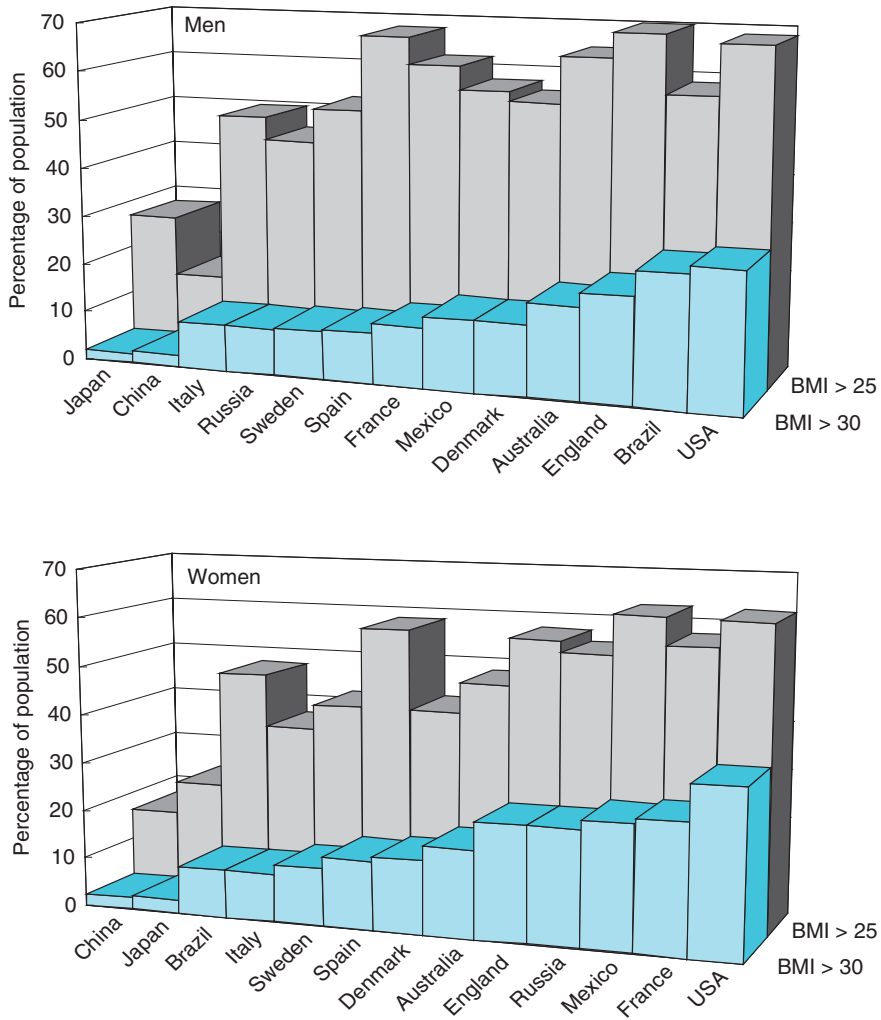 Men
Percentage of population
70
60
50
40
30
20
10
0
Japan
China
Italy
Russia
Sweden
Spain
France
Mexico
Denmark
Australia
England
Brazil
USA
BMI > 25
BMI > 30
Women
Percentage of population
70
60
50
40
30
20
10
0
China
Japan
Brazil
Italy
Sweden
Spain
Denmark
Australia
England
Russia
Mexico
France
USA
BMI > 25
BMI > 30